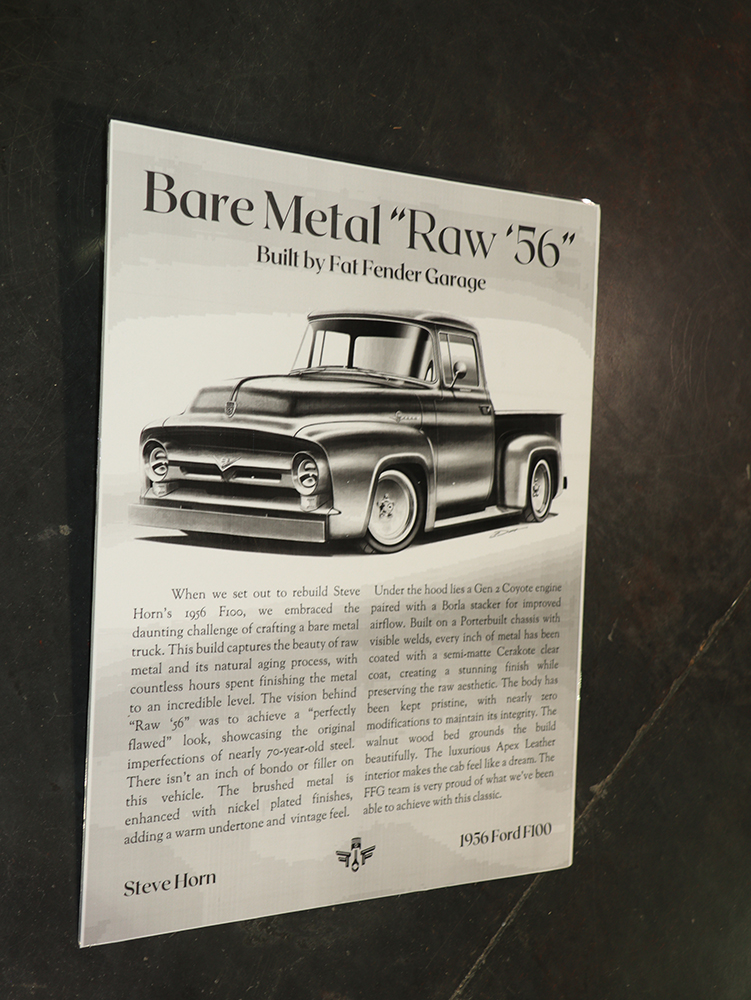 Bare Metal “Raw ‘56”
Built by Fat Fender Garage
When we set out to rebuild Steve
Horn's 1956 F100, we embraced the
daunting challenge of crafting a bare metal
truck. This build captures the beauty of raw
metal and its natural aging process, with
countless hours spent finishing the metal
to an incredible level. The vision behind
“Raw ‘56” was to achieve a “perfectly
flawed” look, showcasing the original
imperfections of nearly 70-year-old steel.
There isn't an inch of bondo or filler on
this vehicle. The brushed metal is
enhanced with nickel plated finishes,
adding a warm undertone and vintage feel.
Under the hood lies a Gen 2 Coyote engine
paired with a Borla stacker for improved
airflow. Built on a Porterbuilt chassis with
visible welds, every inch of metal has been
coated with a semi-matte Cerakote clear
coat, creating a stunning finish while
preserving the raw aesthetic. The body has
been kept pristine, with nearly zero
modifications to maintain its integrity. The
walnut wood bed grounds the build
beautifully. The luxurious Apex Leather
interior makes the cab feel like a dream. The
FFG team is very proud of what we've been
able to achieve with this classic.
Steve Horn
1956 Ford F100